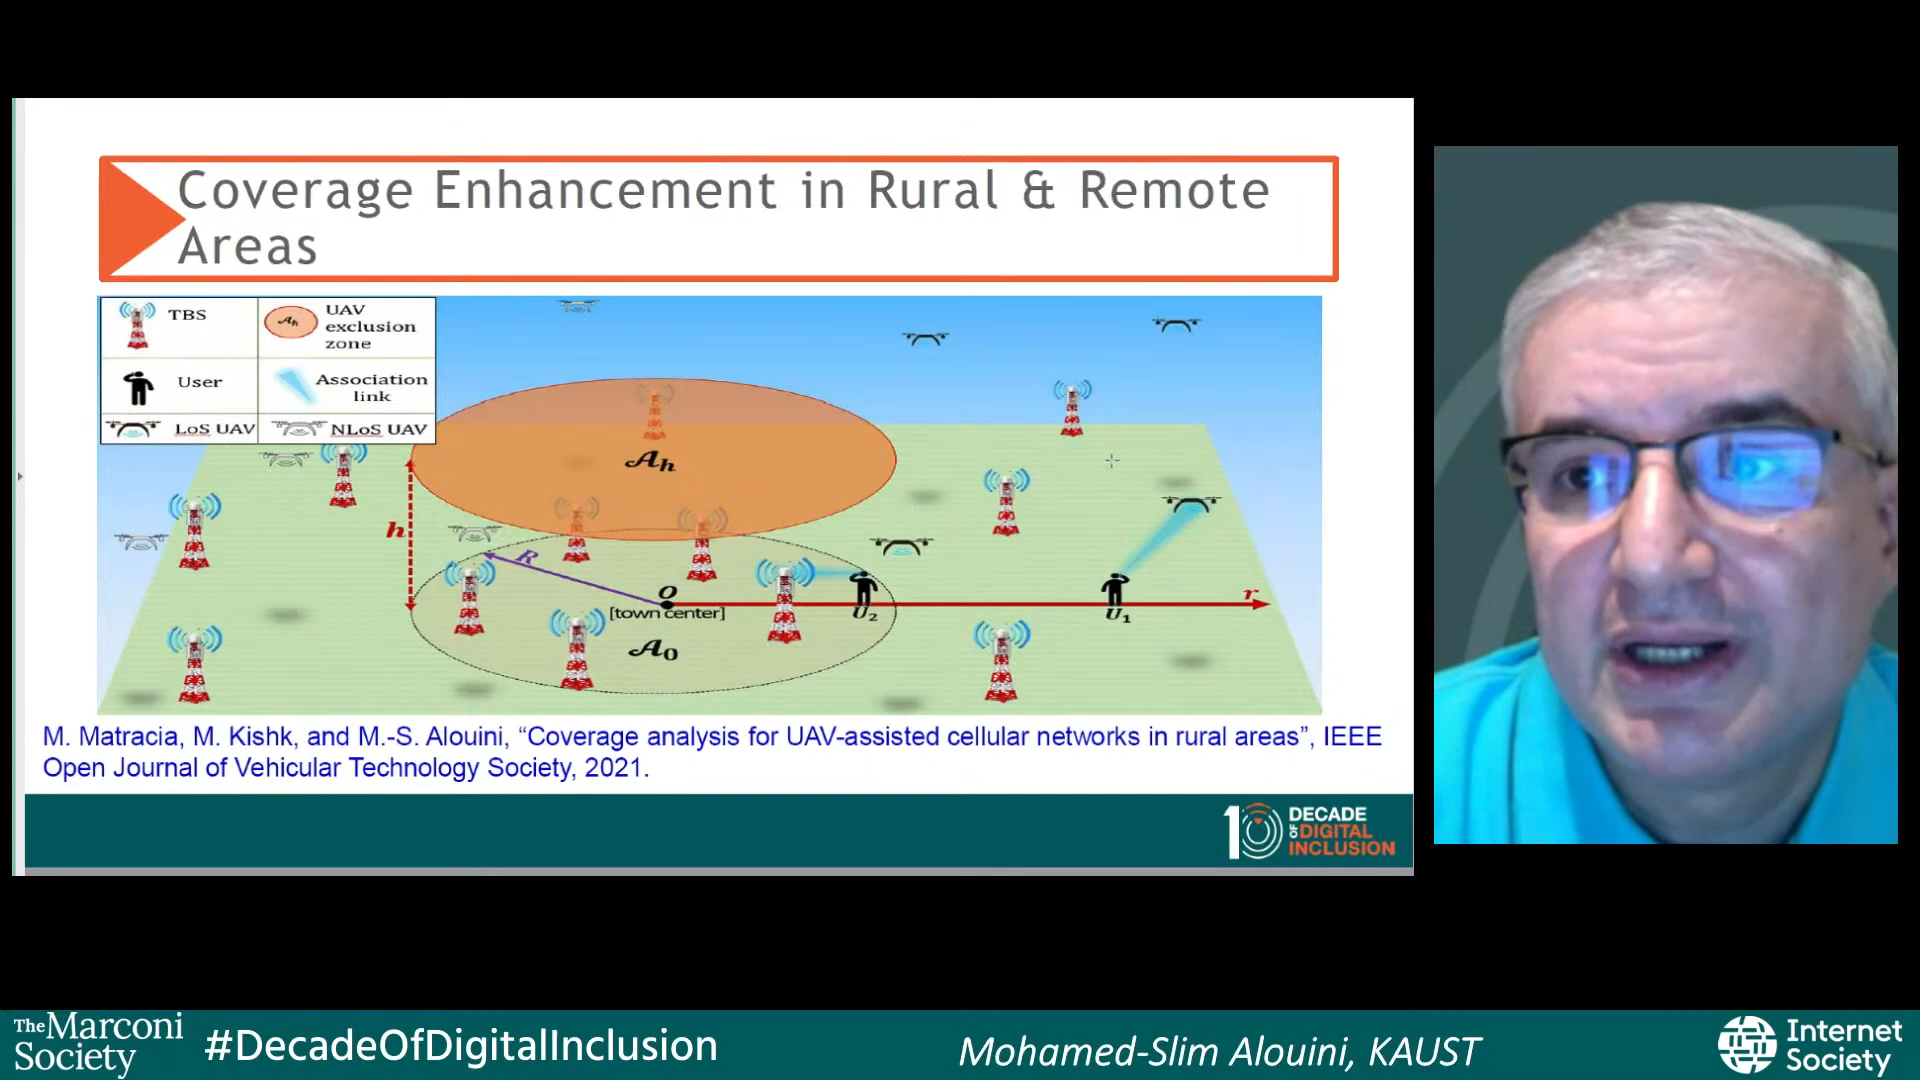 Coverage Enhancement in Rural & Remote
Areas
TBS
UAV
exclusion
zone
𝒜h
User
Association
link
LoS UAV
NLoS UAV
𝒜h
h
R
O
[town center]
U2
U1
r
𝒜0
M. Matracia, M. Kishk, and M.-S. Alouini, “Coverage analysis for UAV-assisted cellular networks in rural areas”, IEEE
Open Journal of Vehicular Technology Society, 2021.
10 DECADE
OF DIGITAL
INCLUSION
The Marconi
Society
#DecadeOfDigitalInclusion
Mohamed-Slim Alouini, KAUST
Internet
Society